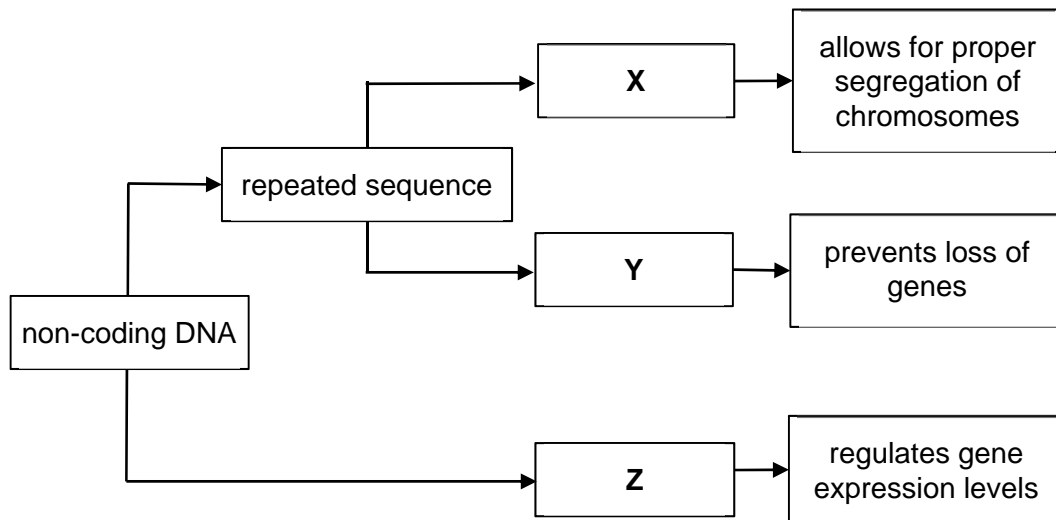 X
allows for proper
segregation of
chromosomes
repeated sequence
Y
prevents loss of
genes
non-coding DNA
Z
regulates gene
expression levels